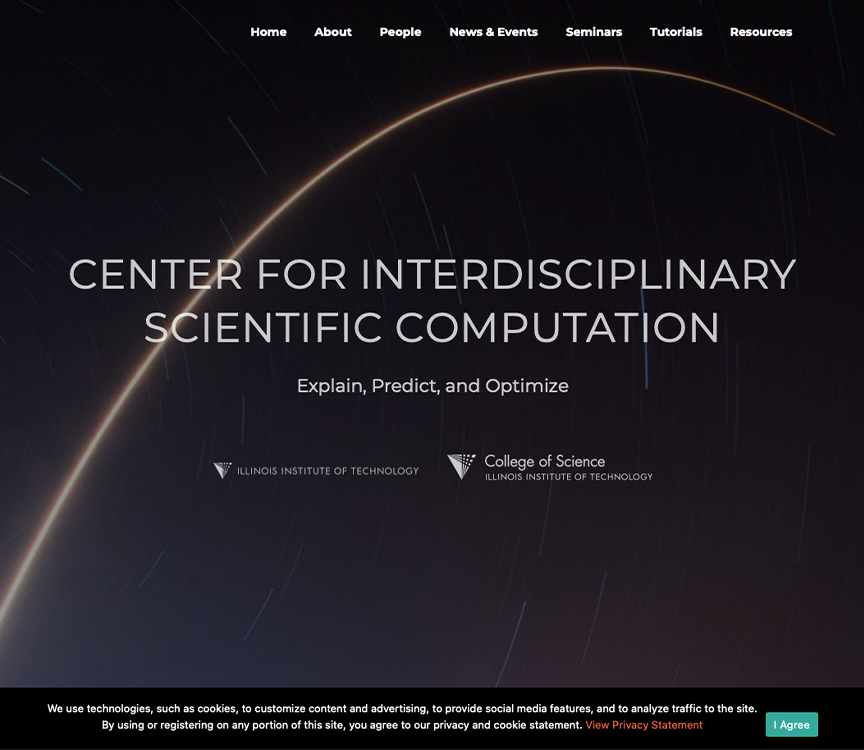 Home About People News & Events Seminars Tutorials Resources
CENTER FOR INTERDISCIPLINARY
SCIENTIFIC COMPUTATION
Explain, Predict, and Optimize
ILLINOIS INSTITUTE OF TECHNOLOGY
College of Science
ILLINOIS INSTITUTE OF TECHNOLOGY
We use technologies, such as cookies, to customize content and advertising, to provide social media features, and to analyze traffic to the site.
By using or registering on any portion of this site, you agree to our privacy and cookie statement. View Privacy Statement
I Agree